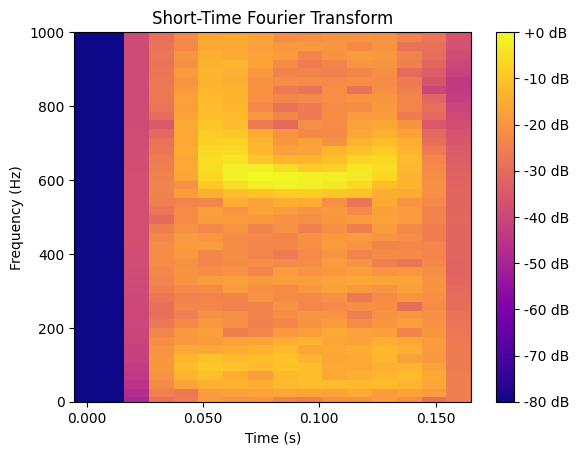 Short-Time Fourier Transform
1000
800
600
400
200
0
Frequency (Hz)
0.000
0.050
0.100
0.150
Time (s)
+0 dB
-10 dB
-20 dB
-30 dB
-40 dB
-50 dB
-60 dB
-70 dB
-80 dB